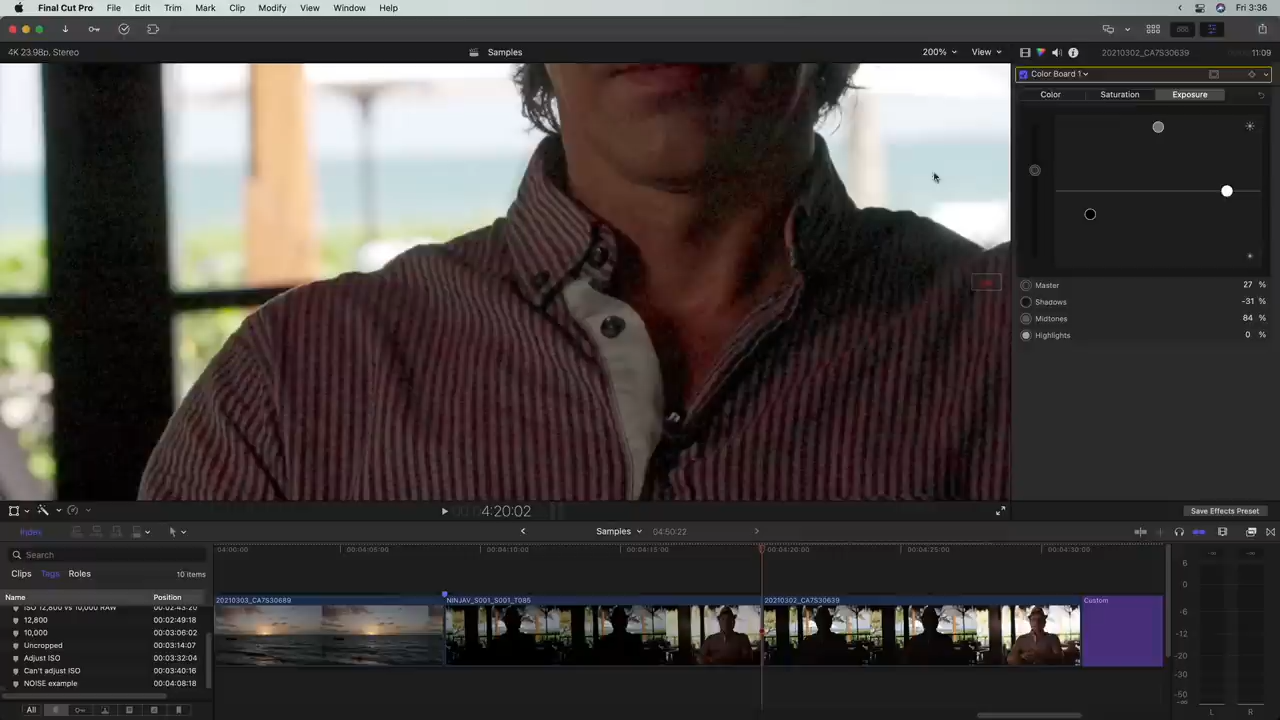 Final Cut Pro File Edit Trim Mark Clip Modify View Window Help Fri 3:36
4K 23.98p, Stereo Samples 200% View 20210302_CA7S30639 11:09
Color Board 1
Color Saturation Exposure
Master 27 %
Shadows -31 %
Midtones 84 %
Highlights 0 %
4:20:02 Save Effects Preset
Index Samples 04:50:22
Search
Clips Tags Roles 10 items
Name Position
ISO 12,800 vs 10,000 RAW 00:02:43:20
12,800 00:02:49:18
10,000 00:03:06:02
Uncropped 00:03:14:07
Adjust ISO 00:03:32:04
Can't adjust ISO 00:03:40:16
NOISE example 00:04:08:18
All
:04:00:00 00:04:05:00 00:04:10:00 00:04:15:00 00:04:20:00 00:04:25:00 00:04:30:00
20210303_CA7S30689 NINJAV_S001_S001_T085 20210302_CA7S30639 Custom
6
0
-6
-12
-20
-30
-50
L R